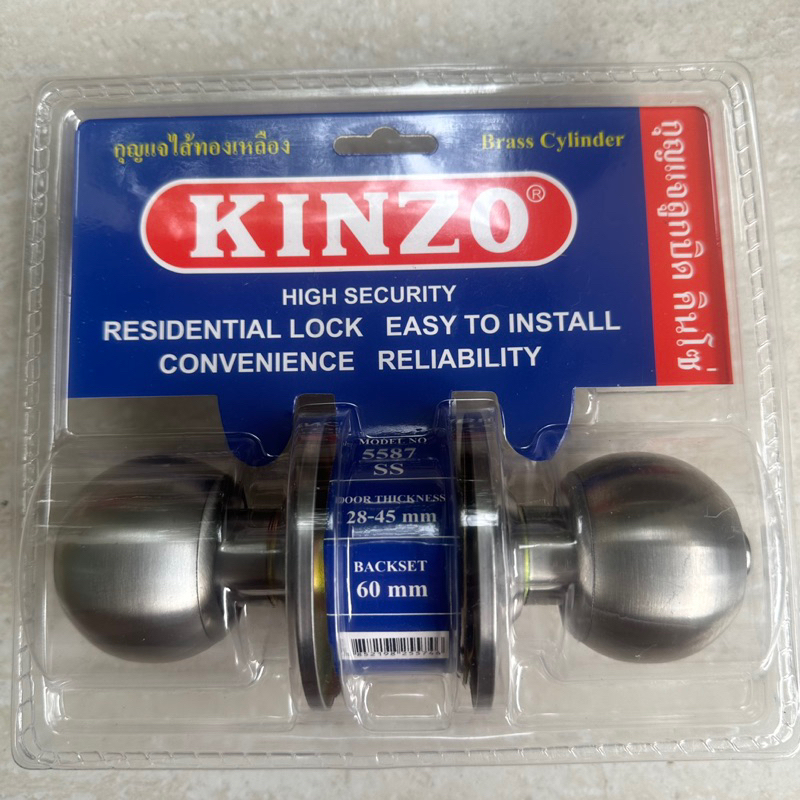 กุญแจไส้ทองเหลือง
Brass Cylinder
KINZO®
HIGH SECURITY
RESIDENTIAL LOCK EASY TO INSTALL
CONVENIENCE RELIABILITY
กุญแจลูกบิด คินโซ่
MODEL NO
5587
SS
DOOR THICKNESS
28-45 mm
BACKSET
60 mm